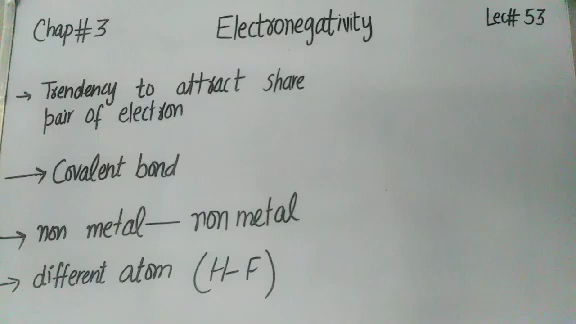 Chap#3 Electronegativity Lec#53
→ Trendency to attract share
pair of electron
→ Covalent bond
→ non metal — non metal
→ different atom (H-F)